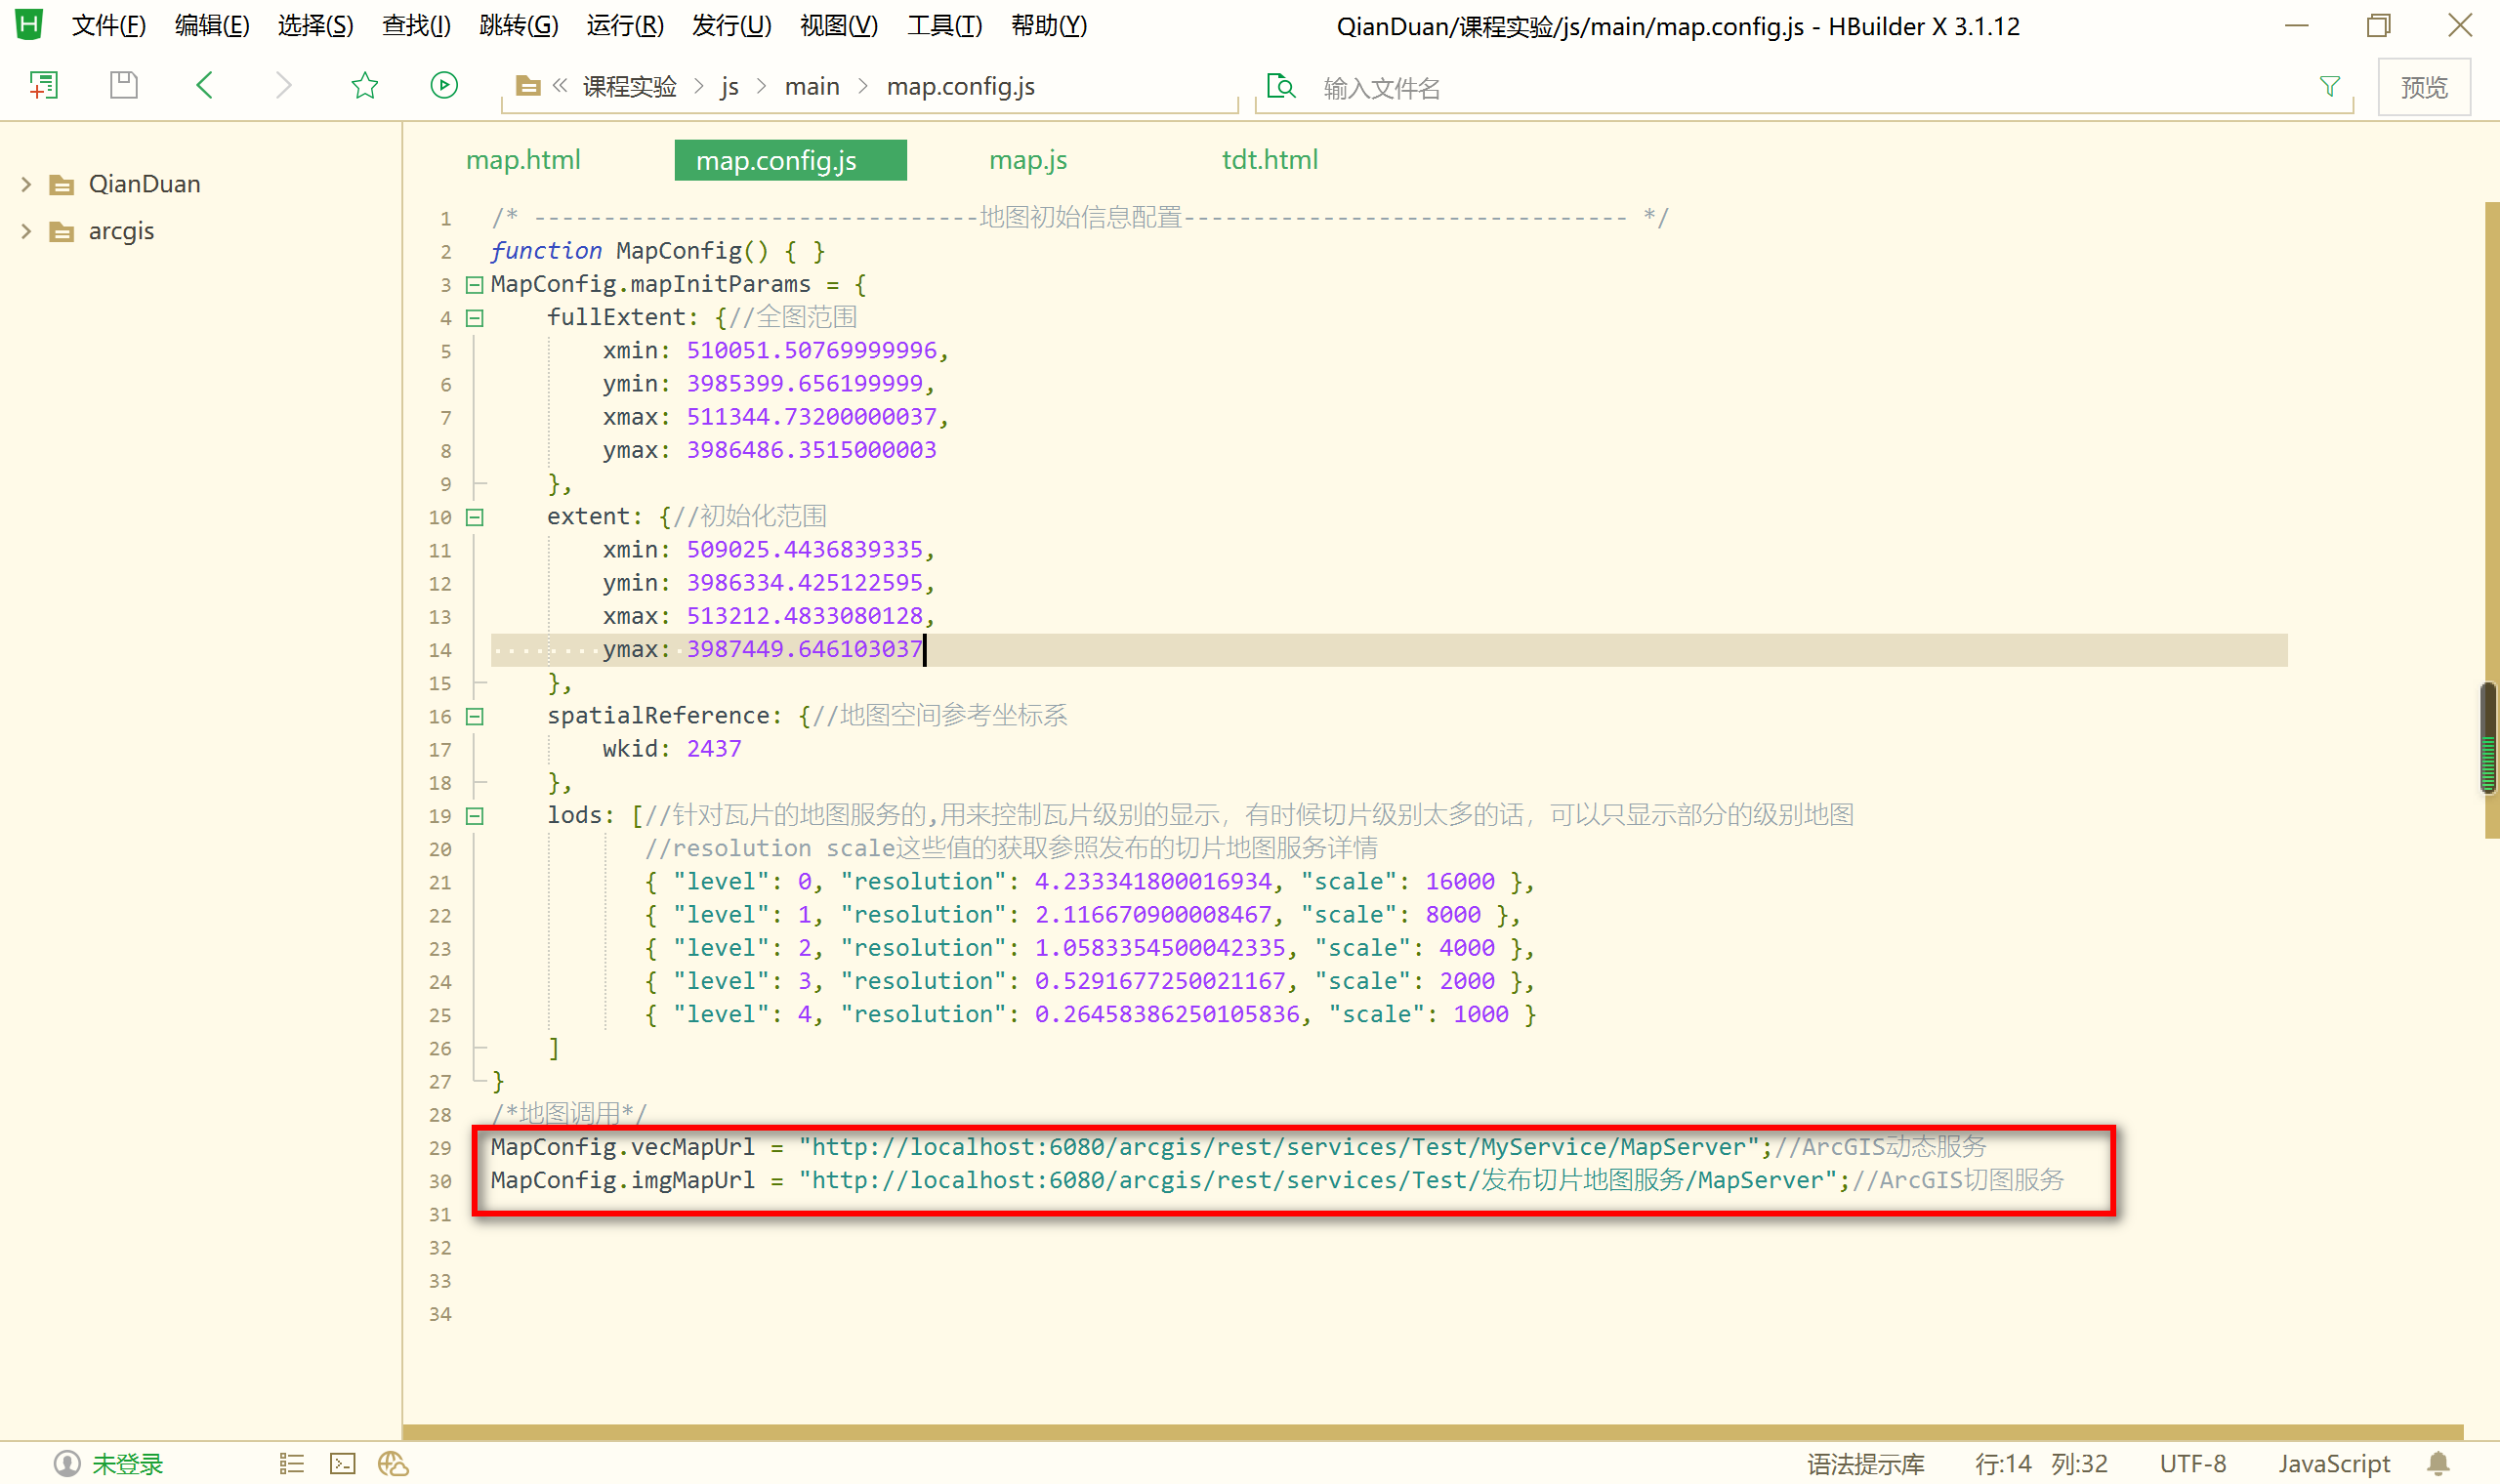 文件(F) 编辑(E) 选择(S) 查找(I) 跳转(G) 运行(R) 发行(U) 视图(V) 工具(T) 帮助(Y) QianDuan/课程实验/js/main/map.config.js - HBuilder X 3.1.12
课程实验 js main map.config.js 输入文件名 预览
QianDuan
arcgis
map.html map.config.js map.js tdt.html
1 /* --------------------------------地图初始信息配置-------------------------------- */
2 function MapConfig() { }
3 MapConfig.mapInitParams = {
4 fullExtent: {//全图范围
5 xmin: 510051.50769999996,
6 ymin: 3985399.656199999,
7 xmax: 511344.73200000037,
8 ymax: 3986486.3515000003
9 },
10 extent: {//初始化范围
11 xmin: 509025.4436839335,
12 ymin: 3986334.425122595,
13 xmax: 513212.4833080128,
14 ymax: 3987449.646103037
15 },
16 spatialReference: {//地图空间参考坐标系
17 wkid: 2437
18 },
19 lods: [//针对瓦片的地图服务的,用来控制瓦片级别的显示，有时候切片级别太多的话，可以只显示部分的级别地图
20 //resolution scale这些值的获取参照发布的切片地图服务详情
21 { "level": 0, "resolution": 4.233341800016934, "scale": 16000 },
22 { "level": 1, "resolution": 2.116670900008467, "scale": 8000 },
23 { "level": 2, "resolution": 1.0583354500042335, "scale": 4000 },
24 { "level": 3, "resolution": 0.5291677250021167, "scale": 2000 },
25 { "level": 4, "resolution": 0.26458386250105836, "scale": 1000 }
26 ]
27 }
28 /*地图调用*/
29 MapConfig.vecMapUrl = "http://localhost:6080/arcgis/rest/services/Test/MyService/MapServer";//ArcGIS动态服务
30 MapConfig.imgMapUrl = "http://localhost:6080/arcgis/rest/services/Test/发布切片地图服务/MapServer";//ArcGIS切图服务
31
32
33
34
未登录 语法提示库 行:14 列:32 UTF-8 JavaScript